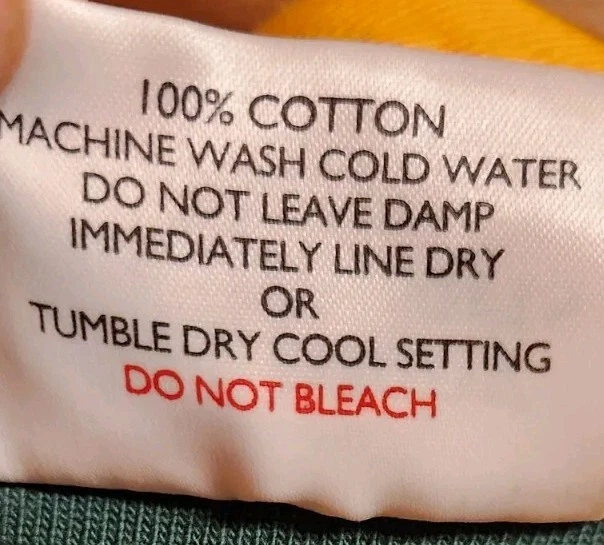 100% COTTON
MACHINE WASH COLD WATER
DO NOT LEAVE DAMP
IMMEDIATELY LINE DRY
OR
TUMBLE DRY COOL SETTING
DO NOT BLEACH